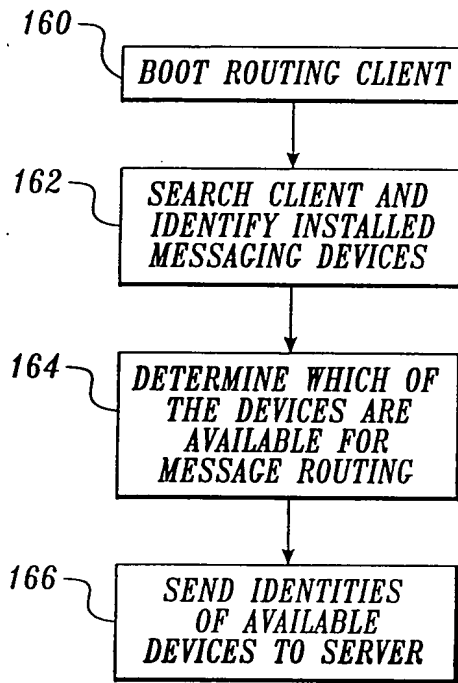 160
BOOT ROUTING CLIENT
162
SEARCH CLIENT AND
IDENTIFY INSTALLED
MESSAGING DEVICES
164
DETERMINE WHICH OF
THE DEVICES ARE
AVAILABLE FOR
MESSAGE ROUTING
166
SEND IDENTITIES
OF AVAILABLE
DEVICES TO SERVER